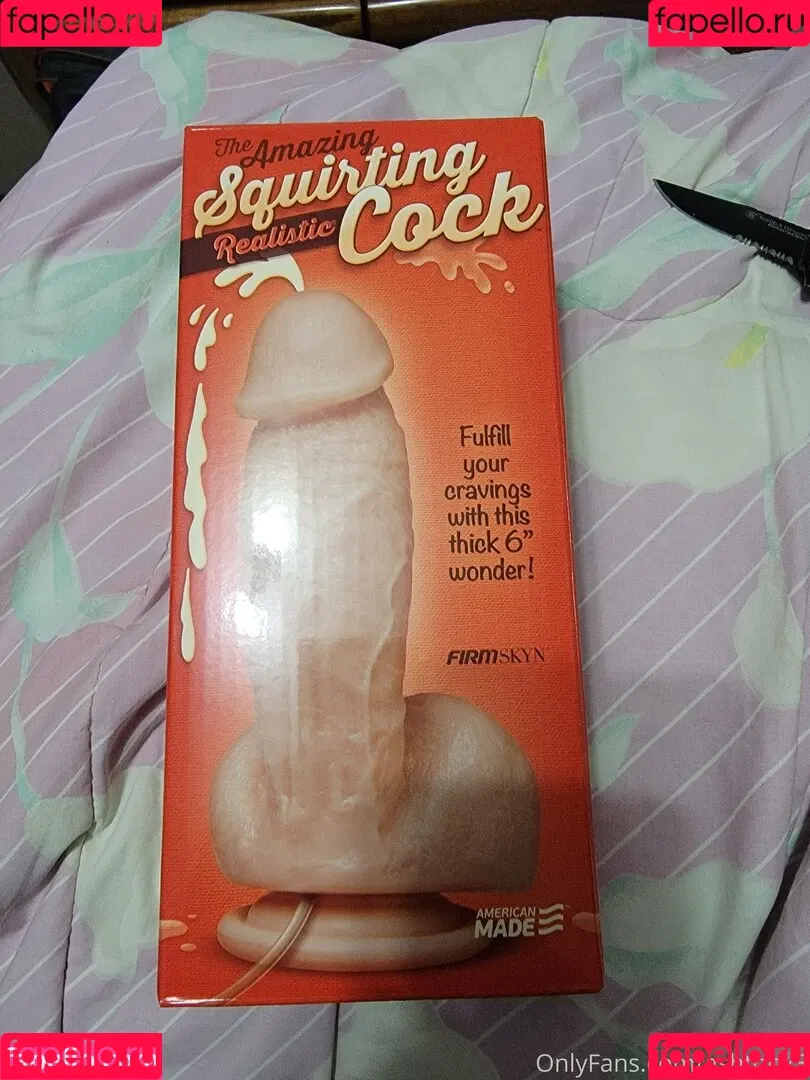 fapello.ru
fapello.ru
The Amazing
Squirting
Realistic Cock
Fulfill
your
cravings
with this
thick 6"
wonder!
FIRMSKYN
AMERICAN
MADE
fapello.ru
fapello.ru
OnlyFans.com